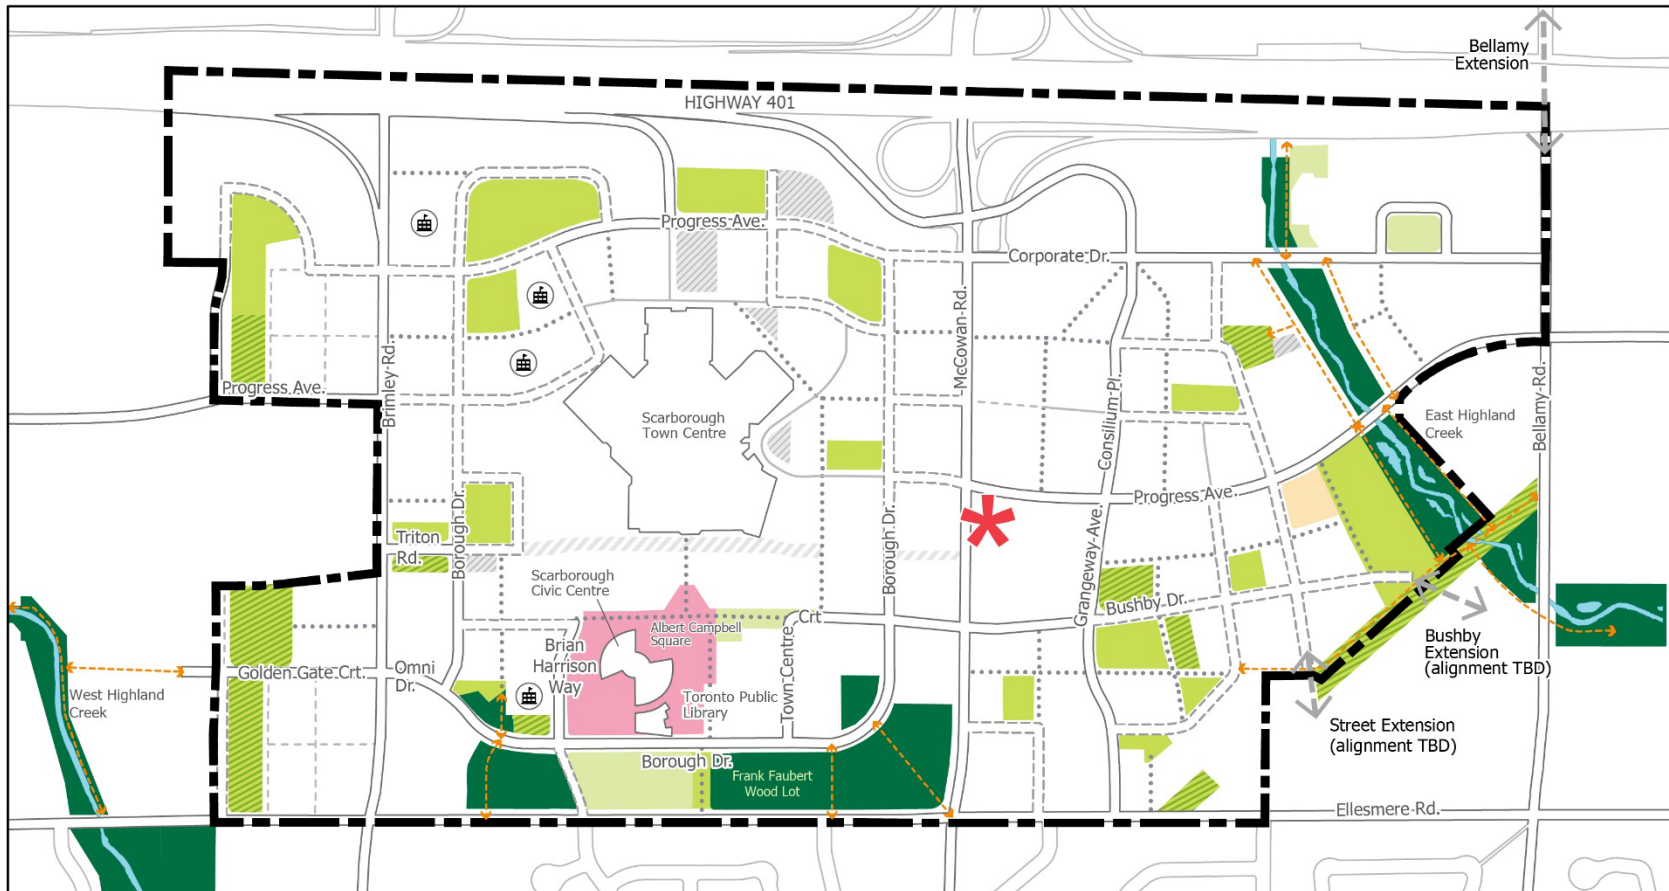 Bellamy
Extension
HIGHWAY 401
Progress Ave.
Corporate Dr.
McCowan Rd.
Brimley Rd.
Consilium Pl.
Bellamy Rd.
Progress Ave.
Scarborough
Town Centre
East Highland
Creek
Progress Ave.
Borough Dr.
Borough Dr.
Triton
Rd.
Grangeway Ave.
Scarborough
Civic Centre
Bushby Dr.
Albert Campbell
Square
Crt
Town Centre
Brian
Harrison
Way
Bushby
Extension
(alignment TBD)
Golden Gate Crt.
Omni
Dr.
West Highland
Creek
Toronto Public
Library
Street Extension
(alignment TBD)
Borough Dr.
Frank Faubert
Wood Lot
Ellesmere Rd.